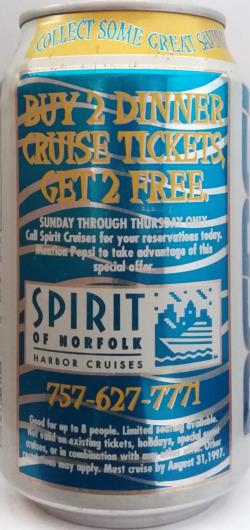 COLLECT SOME GREAT
BUY 2 DINNER
CRUISE TICKETS,
GET 2 FREE.
SUNDAY THROUGH THURSDAY ONLY
Call Spirit Cruises for your reservations today.
Mention Pepsi to take advantage of this
special offer.
SPIRIT
OF NORFOLK
HARBOR CRUISES
757-627-7771
Good for up to 8 people. Limited seating available.
Not valid on existing tickets, holidays, special
cruises, or in combination with any other offer. Other
may apply. Must cruise by August 31, 1997.